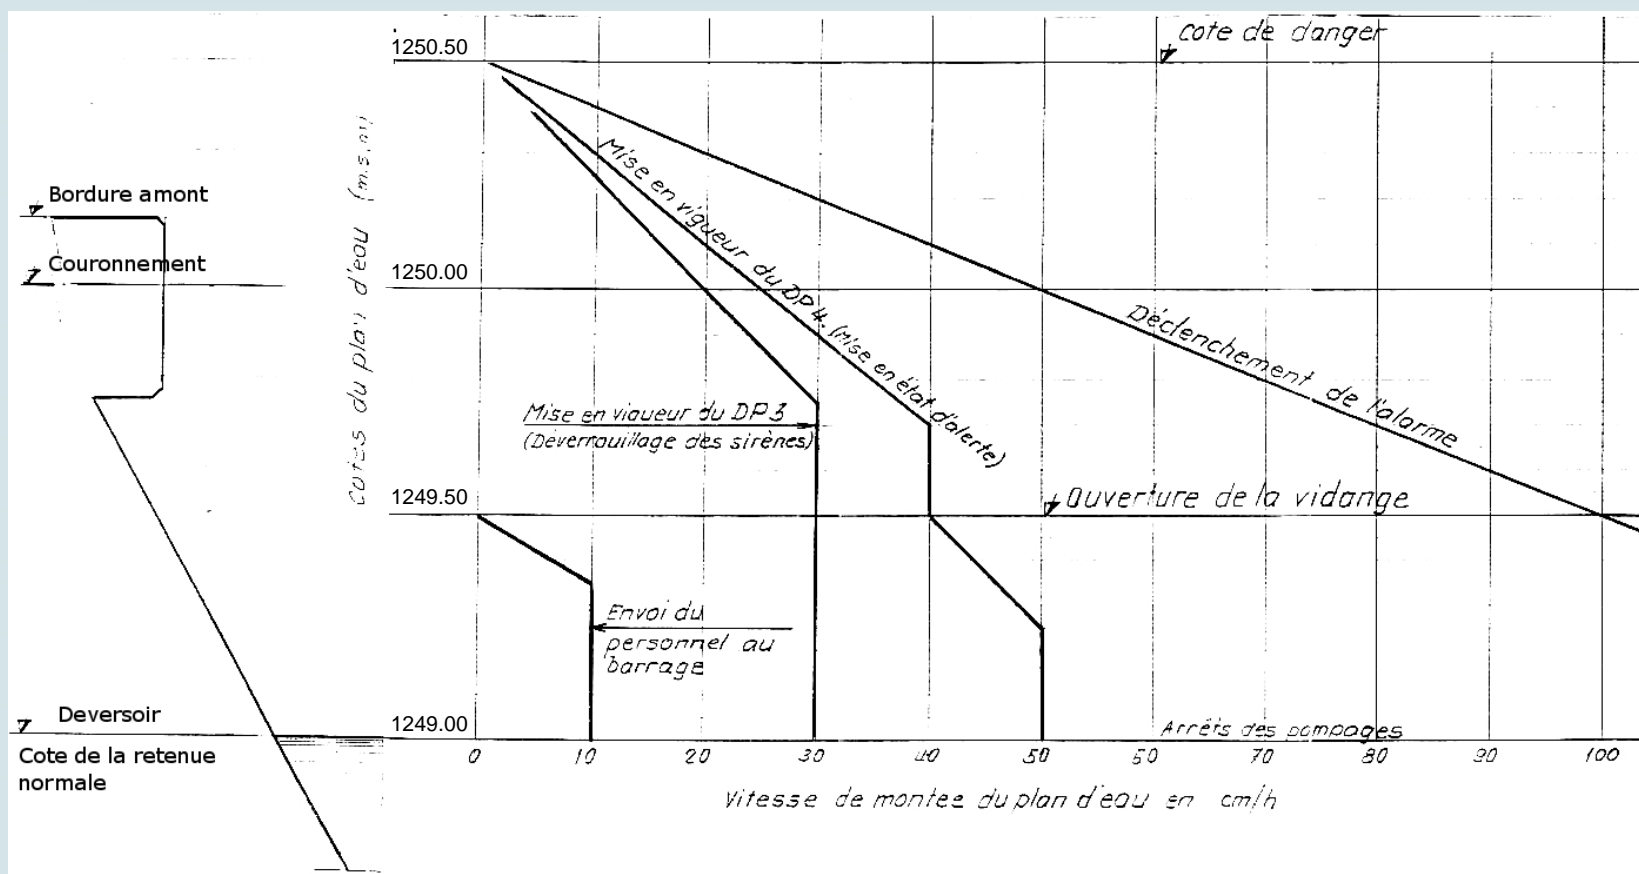 Cote de danger
1250.50
Cotes du plan d'eau (m.s.m)
Bordure amont
Couronnement
1250.00
Mise en vigueur du DP4. (Mise en état d'alerte)
Déclenchement de l'alarme
Mise en vigueur du DP3
(Déverrouillage des sirènes)
1249.50
Ouverture de la vidange
Envoi du
personnel au
barrage
Deversoir
1249.00
Arrêts des pompages
Cote de la retenue
normale
0 10 20 30 40 50 60 70 80 90 100
Vitesse de montée du plan d'eau en cm/h